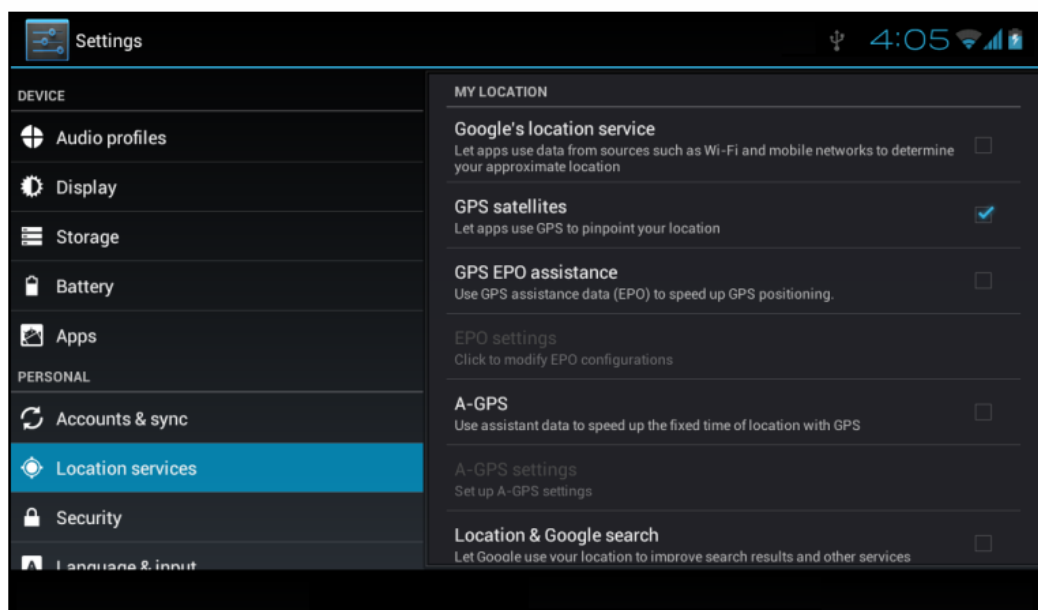 Settings
4:05
DEVICE
Audio profiles
Display
Storage
Battery
Apps
PERSONAL
Accounts & sync
Location services
Security
Language & input
MY LOCATION
Google's location service
Let apps use data from sources such as Wi-Fi and mobile networks to determine
your approximate location
GPS satellites
Let apps use GPS to pinpoint your location
GPS EPO assistance
Use GPS assistance data (EPO) to speed up GPS positioning.
EPO settings
Click to modify EPO configurations
A-GPS
Use assistant data to speed up the fixed time of location with GPS
A-GPS settings
Set up A-GPS settings
Location & Google search
Let Google use your location to improve search results and other services